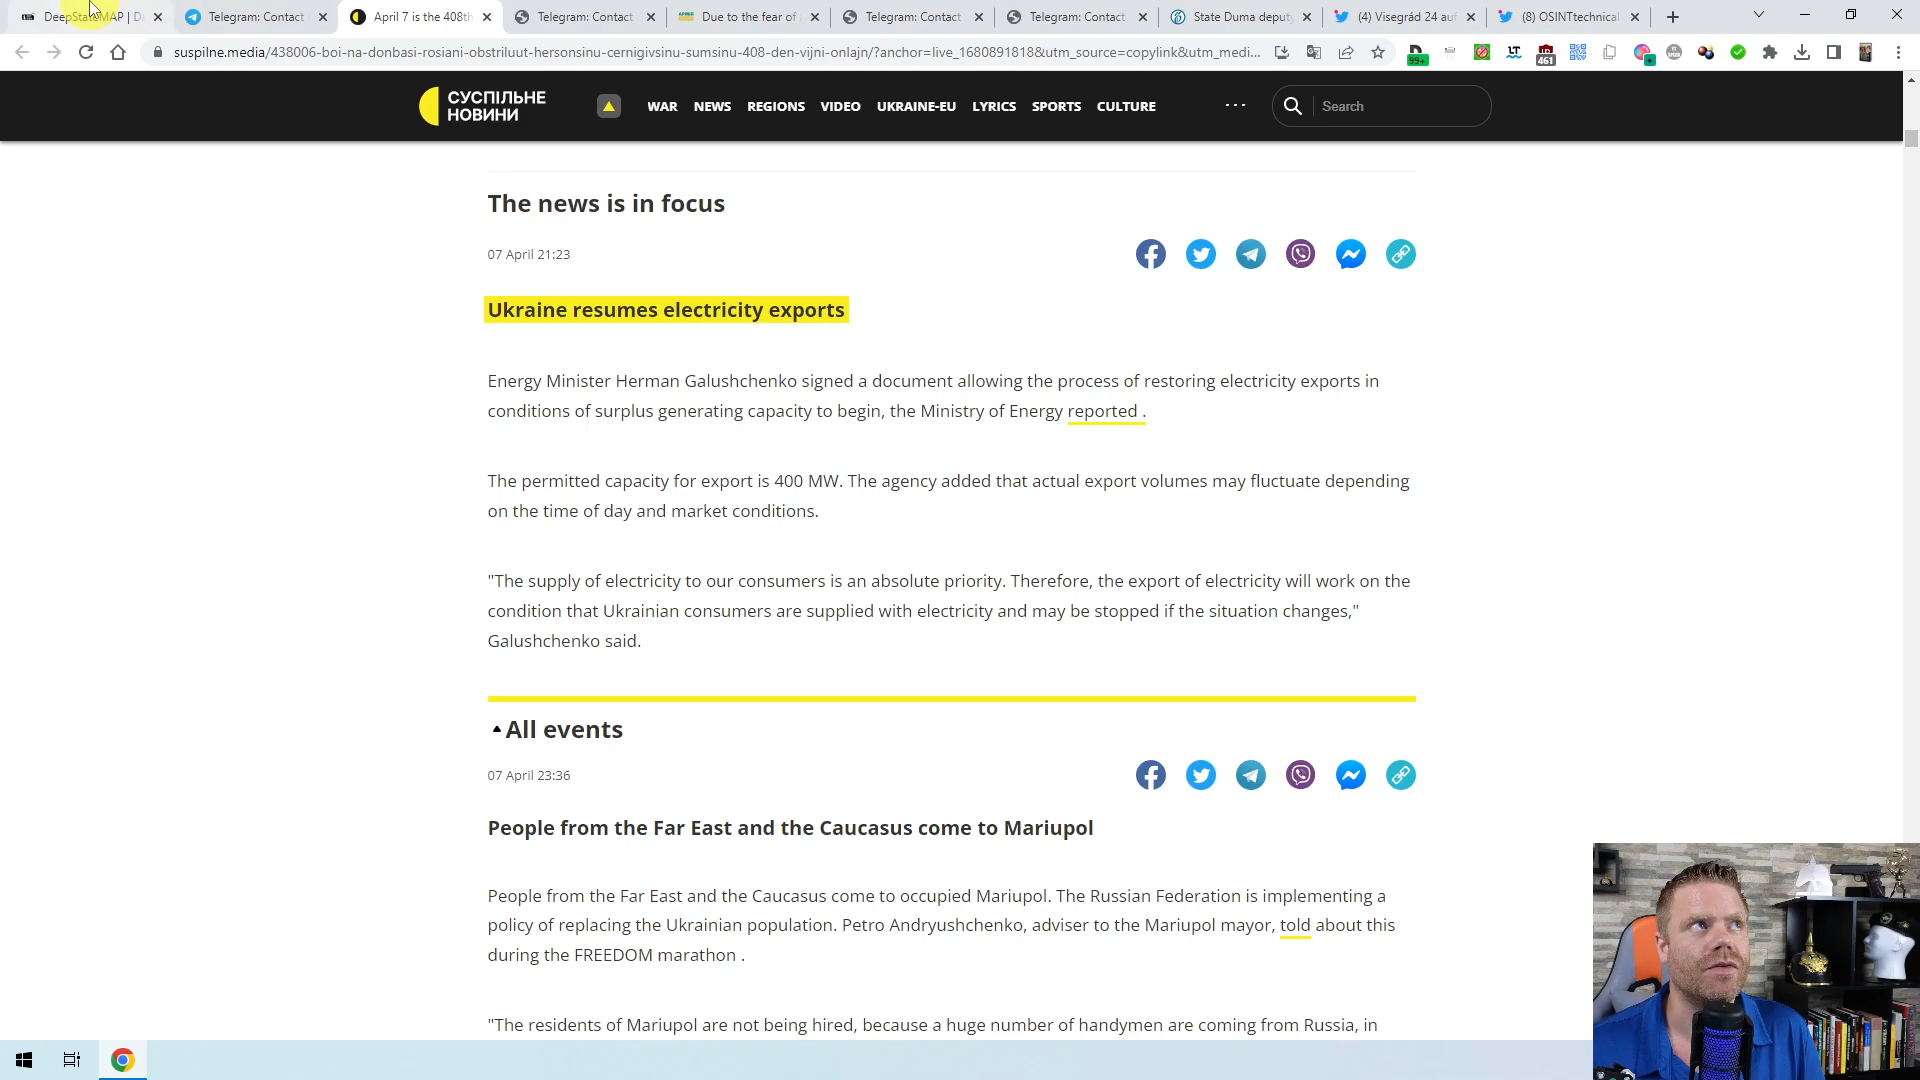 DeepStateMAP | D
Telegram: Contact
April 7 is the 408th
Telegram: Contact
Due to the fear of
Telegram: Contact
Telegram: Contact
State Duma deputy
(4) Visegrád 24 auf
(8) OSINTtechnical
suspilne.media/438006-boi-na-donbasi-rosiani-obstriluut-hersonsinu-cernigivsinu-sumsinu-408-den-vijni-onlajn/?anchor=live_1680891818&utm_source=copylink&utm_medi...
99+
LT
461
СУСПІЛЬНЕ
НОВИНИ
WAR NEWS REGIONS VIDEO UKRAINE-EU LYRICS SPORTS CULTURE
Search
The news is in focus
07 April 21:23
Ukraine resumes electricity exports
Energy Minister Herman Galushchenko signed a document allowing the process of restoring electricity exports in
conditions of surplus generating capacity to begin, the Ministry of Energy reported .
The permitted capacity for export is 400 MW. The agency added that actual export volumes may fluctuate depending
on the time of day and market conditions.
"The supply of electricity to our consumers is an absolute priority. Therefore, the export of electricity will work on the
condition that Ukrainian consumers are supplied with electricity and may be stopped if the situation changes,"
Galushchenko said.
All events
07 April 23:36
People from the Far East and the Caucasus come to Mariupol
People from the Far East and the Caucasus come to occupied Mariupol. The Russian Federation is implementing a
policy of replacing the Ukrainian population. Petro Andryushchenko, adviser to the Mariupol mayor, told about this
during the FREEDOM marathon .
"The residents of Mariupol are not being hired, because a huge number of handymen are coming from Russia, in